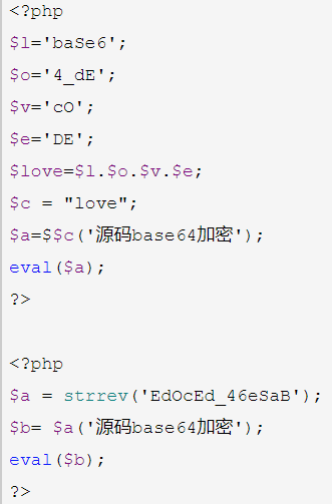 <?php
$l='baSe6';
$o='4_dE';
$v='cO';
$e='DE';
$love=$l.$o.$v.$e;
$c = "love";
$a=$$c('源码base64加密');
eval($a);
?>
<?php
$a = strrev('EdOcEd_46eSaB');
$b= $a('源码base64加密');
eval($b);
?>